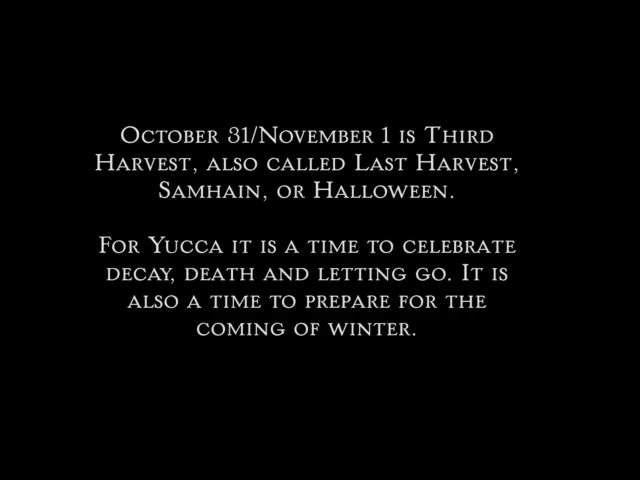 October 31/November 1 is Third
Harvest, also called Last Harvest,
Samhain, or Halloween.
For Yucca it is a time to celebrate
decay, death and letting go. It is
also a time to prepare for the
coming of winter.